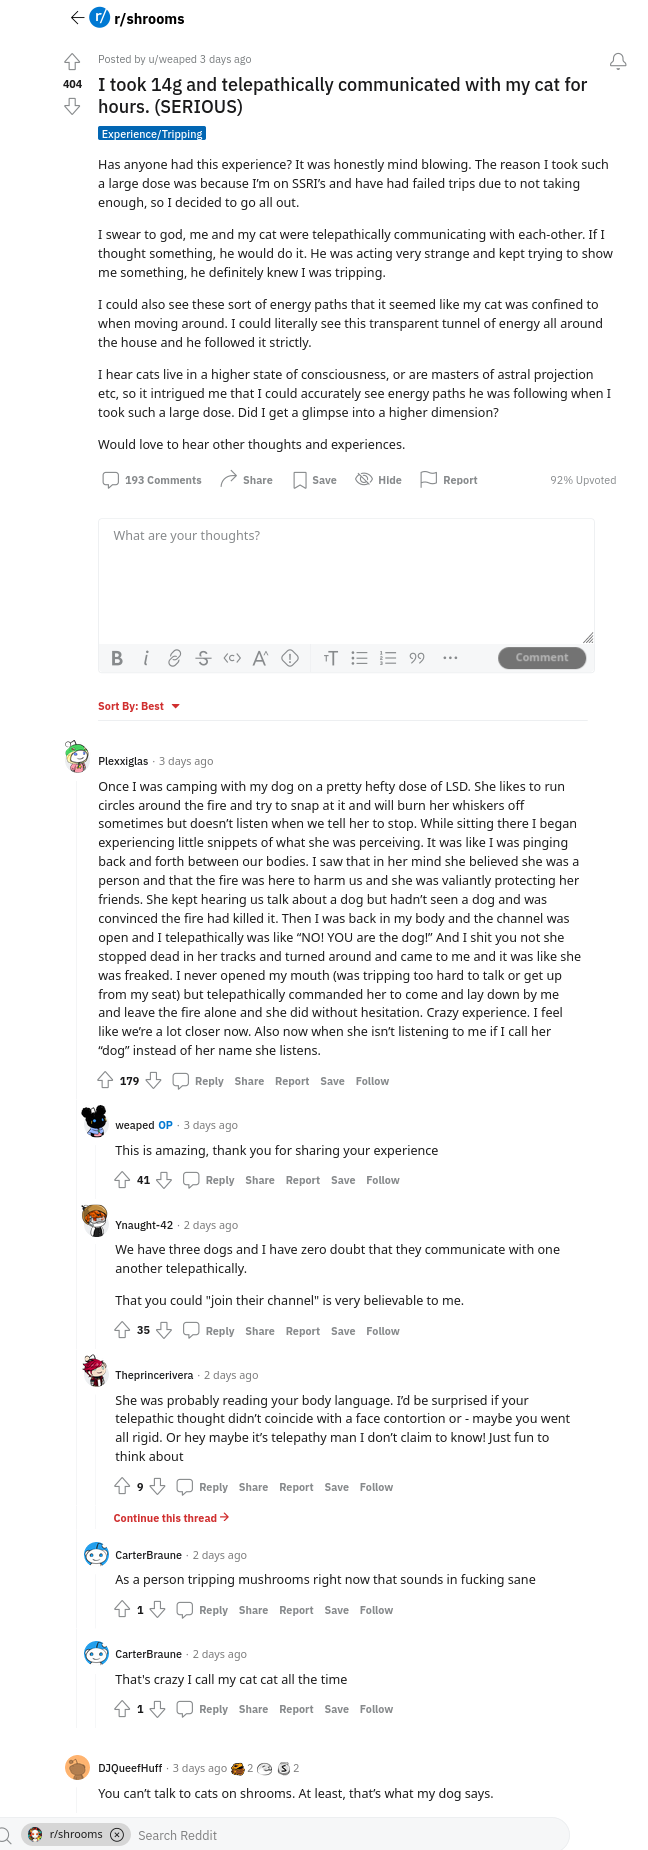 r/ r/shrooms
Posted by u/weaped 3 days ago
404
I took 14g and telepathically communicated with my cat for
hours. (SERIOUS)
Experience/Tripping
Has anyone had this experience? It was honestly mind blowing. The reason I took such
a large dose was because I'm on SSRI's and have had failed trips due to not taking
enough, so I decided to go all out.
I swear to god, me and my cat were telepathically communicating with each-other. If I
thought something, he would do it. He was acting very strange and kept trying to show
me something, he definitely knew I was tripping.
I could also see these sort of energy paths that it seemed like my cat was confined to
when moving around. I could literally see this transparent tunnel of energy all around
the house and he followed it strictly.
I hear cats live in a higher state of consciousness, or are masters of astral projection
etc, so it intrigued me that I could accurately see energy paths he was following when I
took such a large dose. Did I get a glimpse into a higher dimension?
Would love to hear other thoughts and experiences.
193 Comments Share Save Hide Report 92% Upvoted
What are your thoughts?
B i S <c> A^ ! TT 99 ... Comment
Sort By: Best
Plexxiglas · 3 days ago
Once I was camping with my dog on a pretty hefty dose of LSD. She likes to run
circles around the fire and try to snap at it and will burn her whiskers off
sometimes but doesn't listen when we tell her to stop. While sitting there I began
experiencing little snippets of what she was perceiving. It was like I was pinging
back and forth between our bodies. I saw that in her mind she believed she was a
person and that the fire was here to harm us and she was valiantly protecting her
friends. She kept hearing us talk about a dog but hadn't seen a dog and was
convinced the fire had killed it. Then I was back in my body and the channel was
open and I telepathically was like "NO! YOU are the dog!" And I shit you not she
stopped dead in her tracks and turned around and came to me and it was like she
was freaked. I never opened my mouth (was tripping too hard to talk or get up
from my seat) but telepathically commanded her to come and lay down by me
and leave the fire alone and she did without hesitation. Crazy experience. I feel
like we're a lot closer now. Also now when she isn't listening to me if I call her
"dog" instead of her name she listens.
179 Reply Share Report Save Follow
weaped OP · 3 days ago
This is amazing, thank you for sharing your experience
41 Reply Share Report Save Follow
Ynaught-42 · 2 days ago
We have three dogs and I have zero doubt that they communicate with one
another telepathically.
That you could "join their channel" is very believable to me.
35 Reply Share Report Save Follow
Theprincerivera · 2 days ago
She was probably reading your body language. I'd be surprised if your
telepathic thought didn't coincide with a face contortion or - maybe you went
all rigid. Or hey maybe it's telepathy man I don't claim to know! Just fun to
think about
9 Reply Share Report Save Follow
Continue this thread →
CarterBraune · 2 days ago
As a person tripping mushrooms right now that sounds in fucking sane
1 Reply Share Report Save Follow
CarterBraune · 2 days ago
That's crazy I call my cat cat all the time
1 Reply Share Report Save Follow
DJQueefHuff · 3 days ago 2 S 2
You can't talk to cats on shrooms. At least, that's what my dog says.
r/shrooms Search Reddit